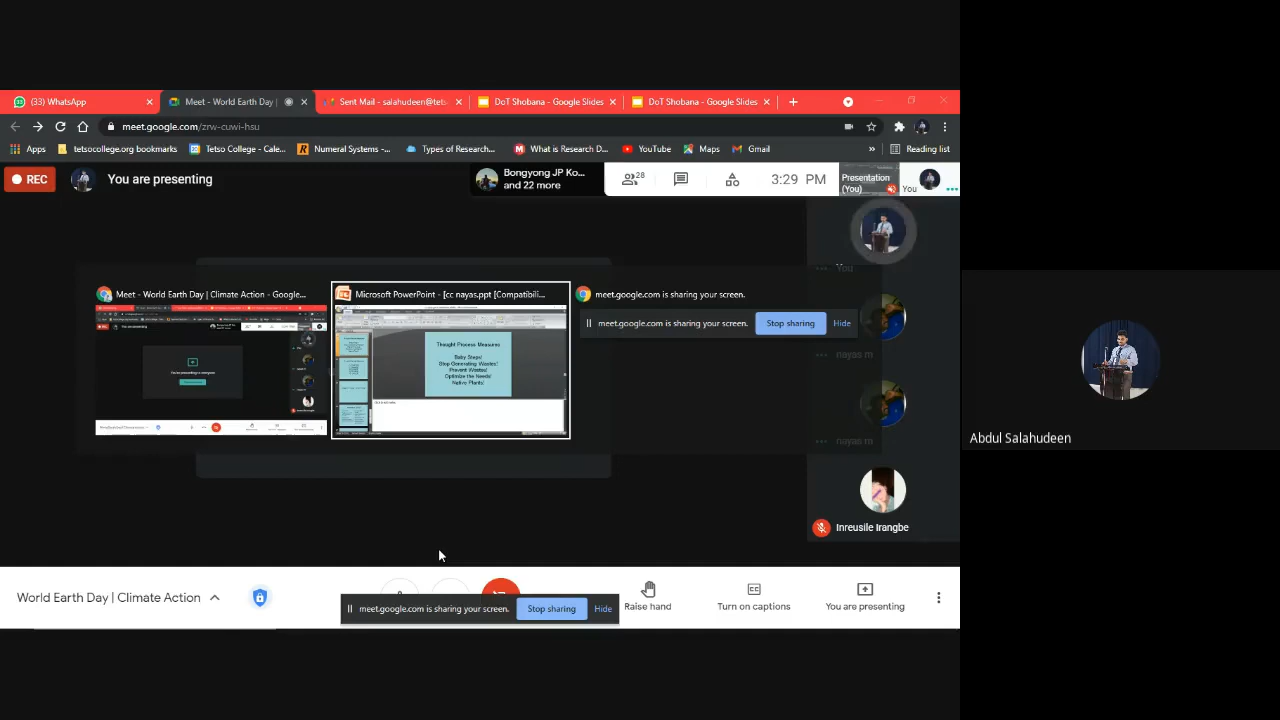 (33) WhatsApp
Meet - World Earth Day |
Sent Mail - salahudeen@tets
DoT Shobana - Google Slides
DoT Shobana - Google Slides
meet.google.com/zrw-cuwi-hsu
Apps
tetsocollege.org bookmarks
Tetso College - Cale...
Numeral Systems -...
Types of Research...
What is Research D...
YouTube
Maps
Gmail
»
Reading list
REC
You are presenting
Bongyong JP Ko...
and 22 more
28
3:29 PM
Presentation
(You)
You
You
Meet - World Earth Day | Climate Action - Google...
Microsoft PowerPoint - [cc nayas.ppt [Compatibili...
meet.google.com is sharing your screen.
meet.google.com is sharing your screen.
Stop sharing
Hide
Thought Process Measures
Baby Steps!
Stop Generating Wastes!
Prevent Wastes!
Optimize the Needs!
Native Plants!
nayas m
nayas m
Inreusile Irangbe
Abdul Salahudeen
World Earth Day | Climate Action
meet.google.com is sharing your screen.
Stop sharing
Hide
Raise hand
Turn on captions
You are presenting